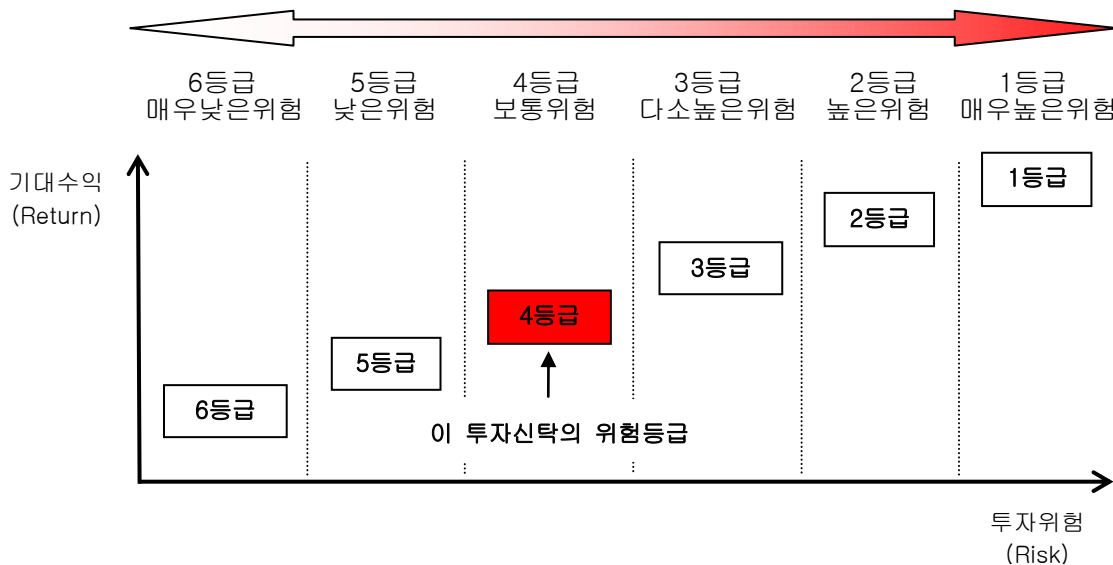 6등급 5등급 4등급 3등급 2등급 1등급
매우낮은위험 낮은위험 보통위험 다소높은위험 높은위험 매우높은위험
기대수익
(Return)
1등급
2등급
3등급
4등급
5등급
6등급
이 투자신탁의 위험등급
투자위험
(Risk)